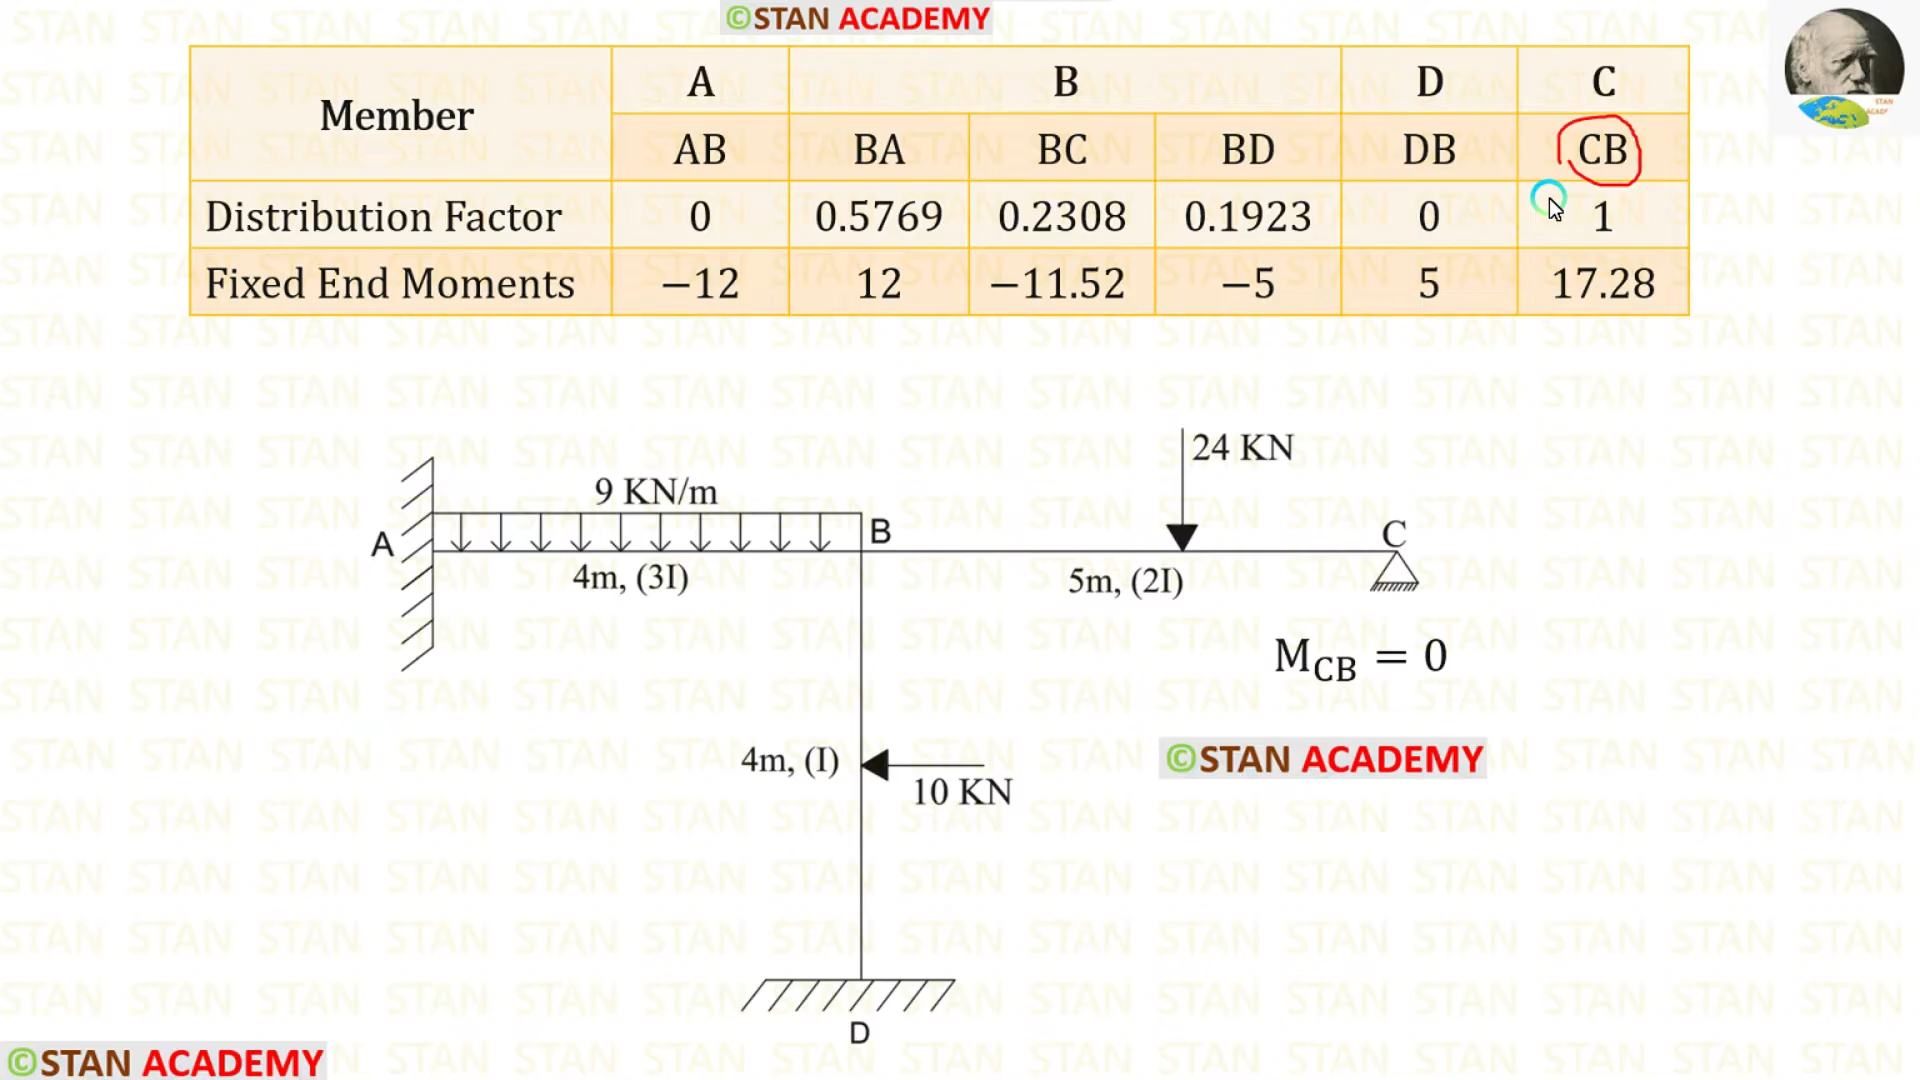 ©STAN ACADEMY
Member A B D C
AB BA BC BD DB CB
Distribution Factor 0 0.5769 0.2308 0.1923 0 1
Fixed End Moments −12 12 −11.52 −5 5 17.28
24 KN
9 KN/m
A B C
4m, (3I) 5m, (2I)
M_CB = 0
4m, (I)
©STAN ACADEMY
10 KN
D
©STAN ACADEMY